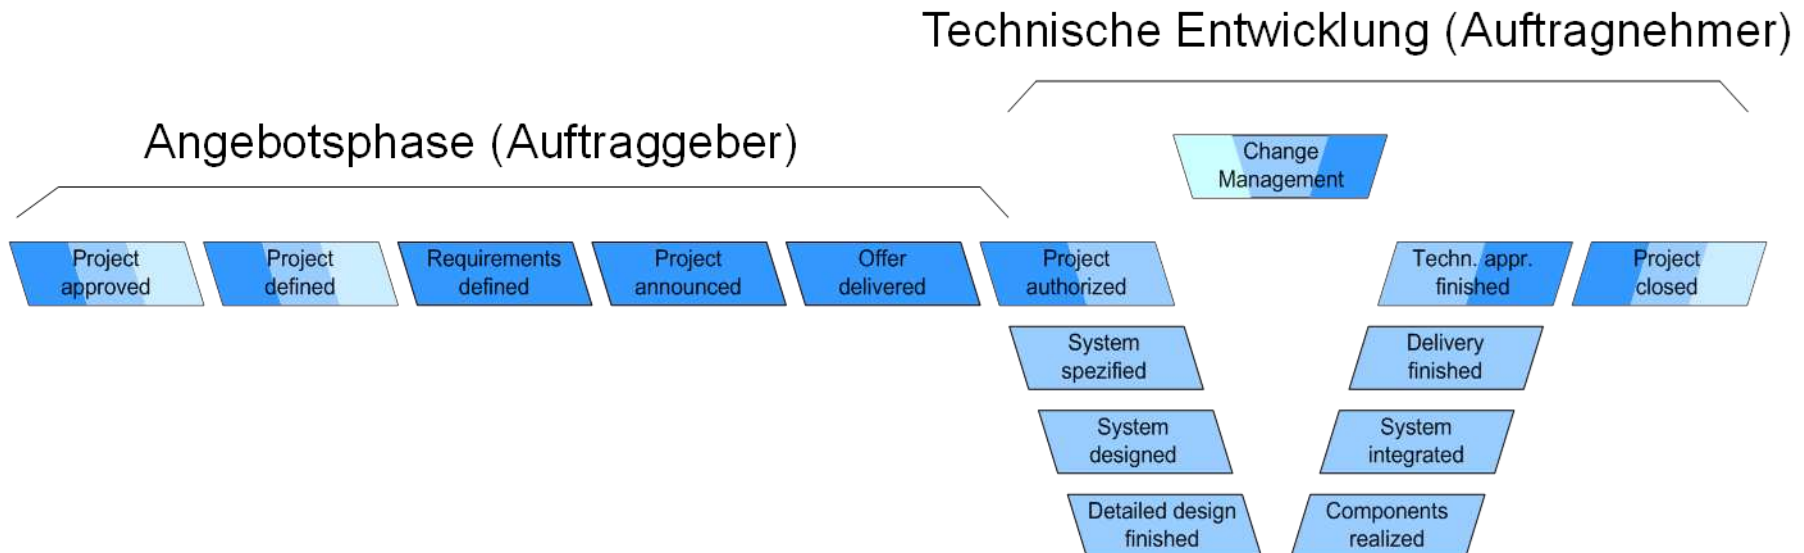 Technische Entwicklung (Auftragnehmer)
Angebotsphase (Auftraggeber)
Change
Management
Project
approved
Project
defined
Requirements
defined
Project
announced
Offer
delivered
Project
authorized
Techn. appr.
finished
Project
closed
System
spezified
Delivery
finished
System
designed
System
integrated
Detailed design
finished
Components
realized